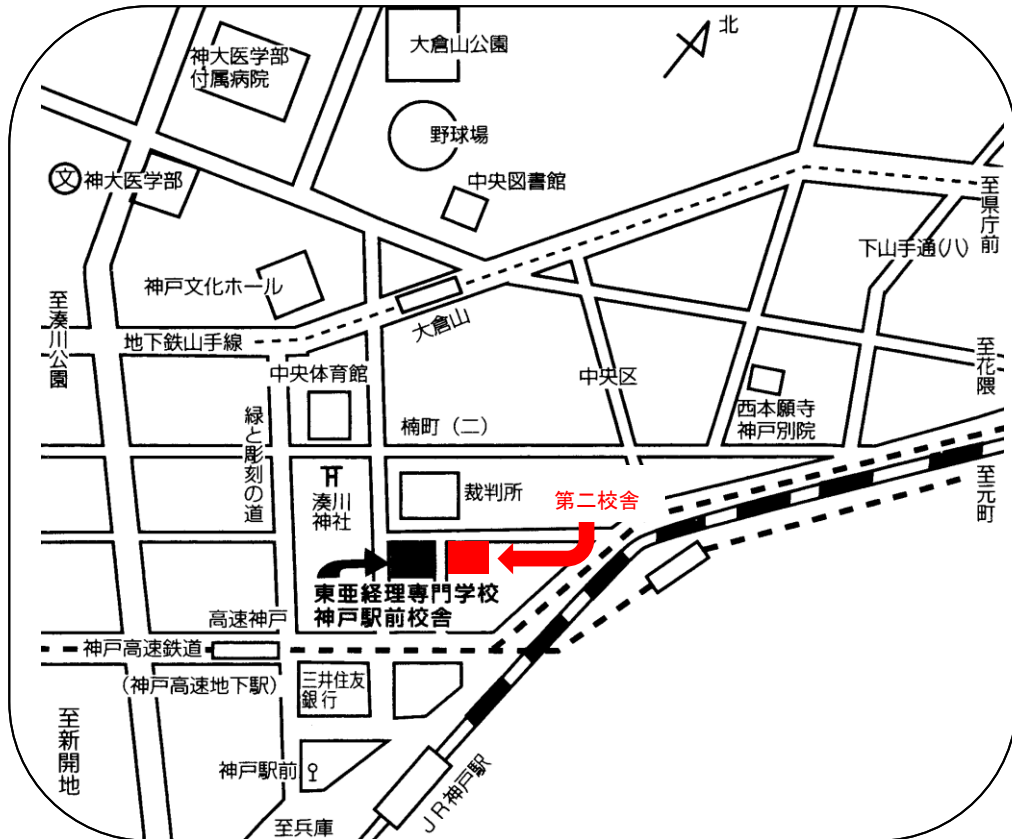 北
大倉山公園
神大医学部
付属病院
野球場
文
神大医学部
中央図書館
至県庁前
下山手通(八)
神戸文化ホール
至湊川公園
地下鉄山手線
大倉山
中央体育館
中央区
至花隈
西本願寺
神戸別院
緑と彫刻の道
楠町（二）
湊川
神社
裁判所
第二校舎
至元町
東亜経理専門学校
神戸駅前校舎
高速神戸
神戸高速鉄道
（神戸高速地下駅）
三井住友
銀行
至新開地
神戸駅前
JR神戸駅
至兵庫